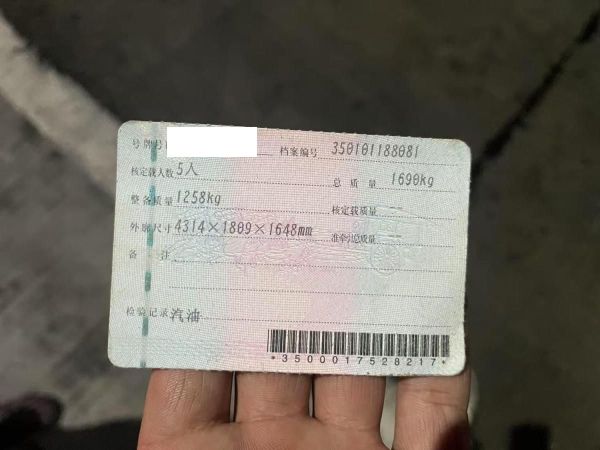 号牌号 档案编号 350101188081
核定载人数 5人 总质量 1690kg
整备质量 1258kg 核定载质量 --
外廓尺寸 4314×1809×1648mm 准牵引总质量 --
备注
检验记录 汽油
*3500017528217*